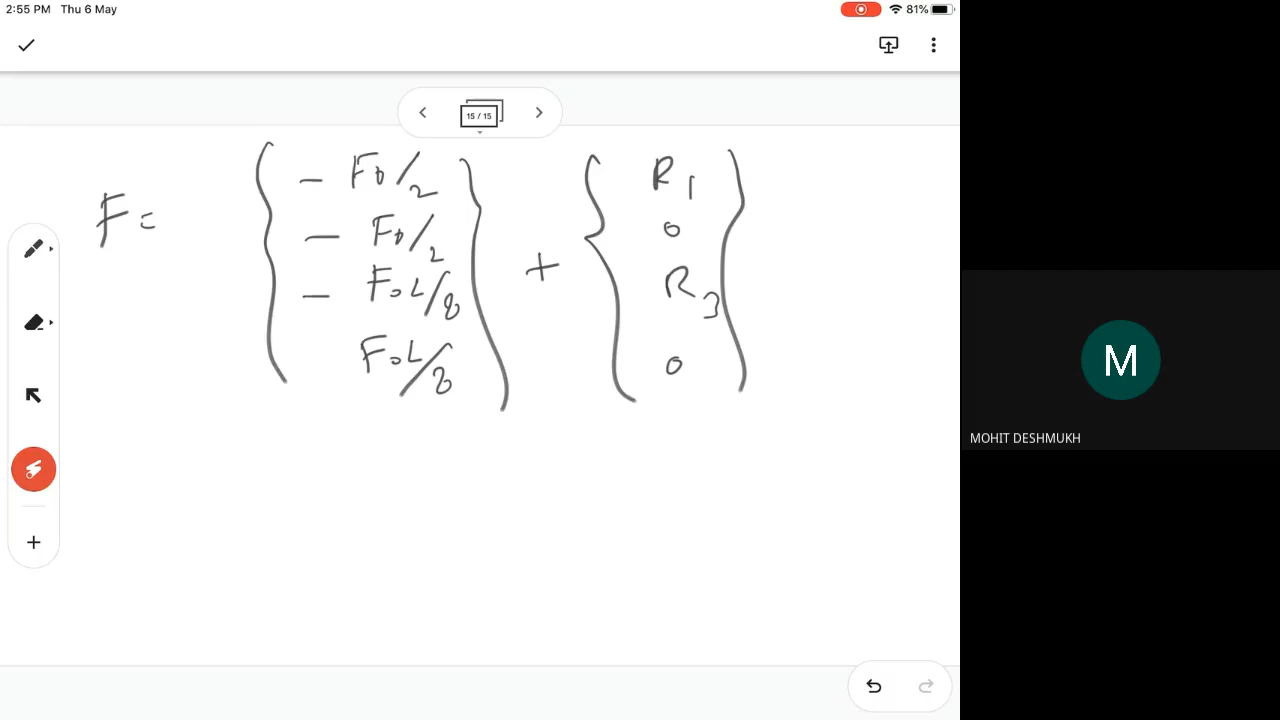 2:55 PM Thu 6 May
81%
15 / 15
F = { - F0/2 } + { R1 }
- F0/2 0
- F0L/8 R3
F0L/8 0
M
MOHIT DESHMUKH